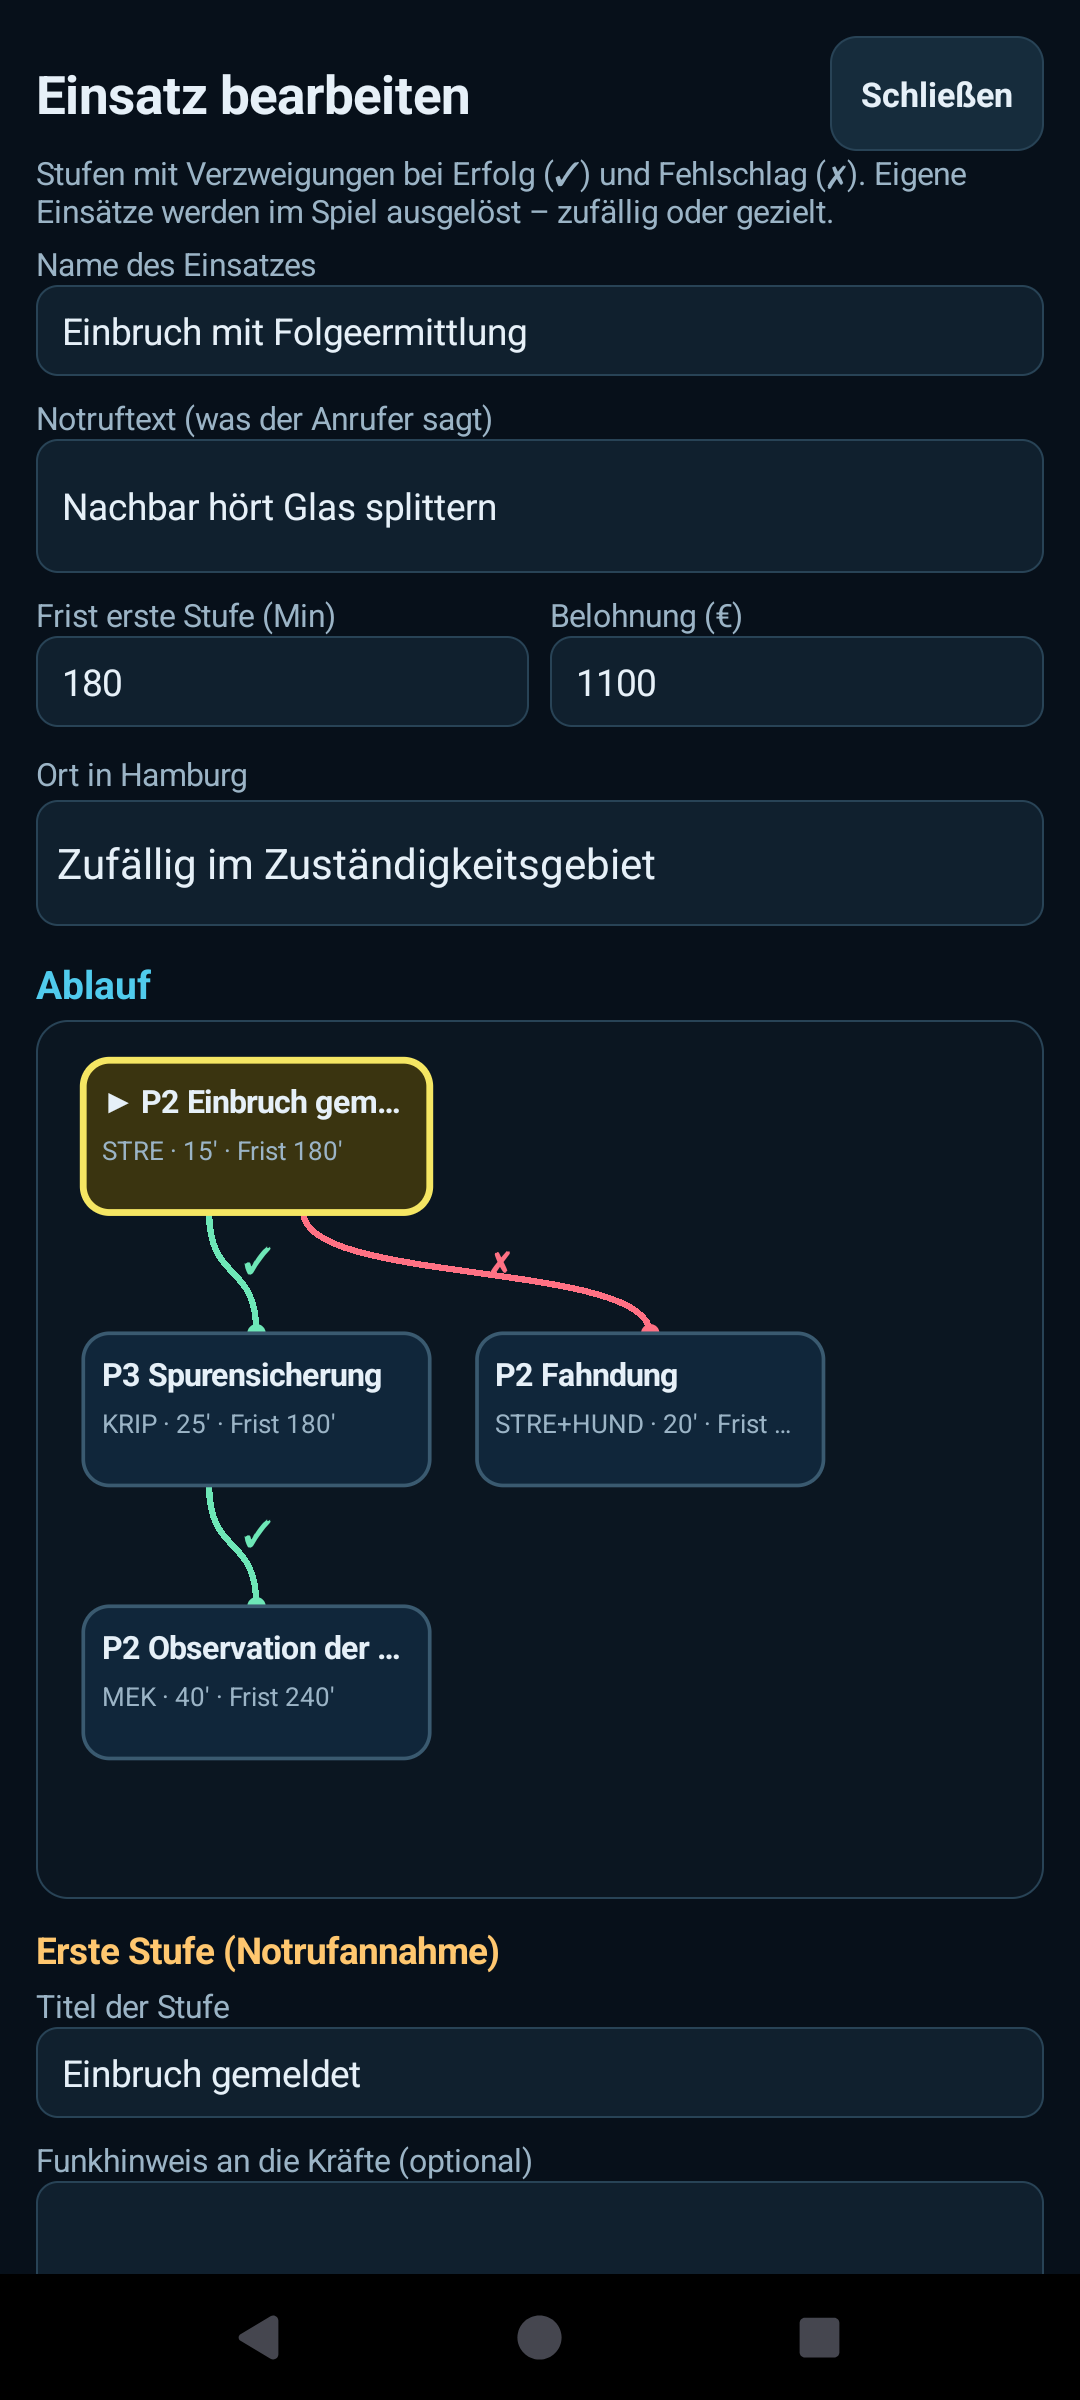 Einsatz bearbeiten
Schließen
Stufen mit Verzweigungen bei Erfolg (✓) und Fehlschlag (✗). Eigene
Einsätze werden im Spiel ausgelöst – zufällig oder gezielt.
Name des Einsatzes
Einbruch mit Folgeermittlung
Notruftext (was der Anrufer sagt)
Nachbar hört Glas splittern
Frist erste Stufe (Min)
Belohnung (€)
180
1100
Ort in Hamburg
Zufällig im Zuständigkeitsgebiet
Ablauf
► P2 Einbruch gem...
STRE · 15' · Frist 180'
✓
✗
P3 Spurensicherung
KRIP · 25' · Frist 180'
P2 Fahndung
STRE+HUND · 20' · Frist ...
✓
P2 Observation der ...
MEK · 40' · Frist 240'
Erste Stufe (Notrufannahme)
Titel der Stufe
Einbruch gemeldet
Funkhinweis an die Kräfte (optional)